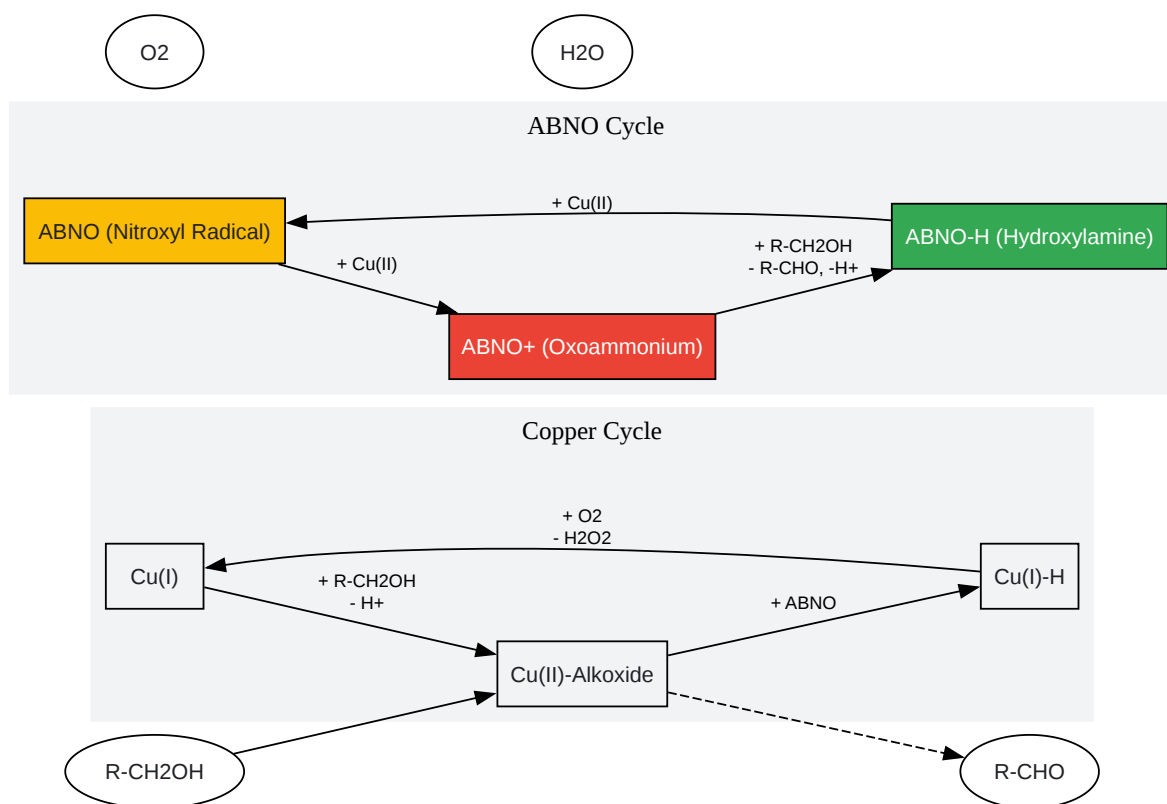 O2
H2O
ABNO Cycle
+ Cu(II)
ABNO (Nitroxyl Radical)
ABNO-H (Hydroxylamine)
+ Cu(II)
+ R-CH2OH
- R-CHO, -H+
ABNO+ (Oxoammonium)
Copper Cycle
+ O2
- H2O2
Cu(I)
Cu(I)-H
+ R-CH2OH
- H+
+ ABNO
Cu(II)-Alkoxide
R-CH2OH
R-CHO